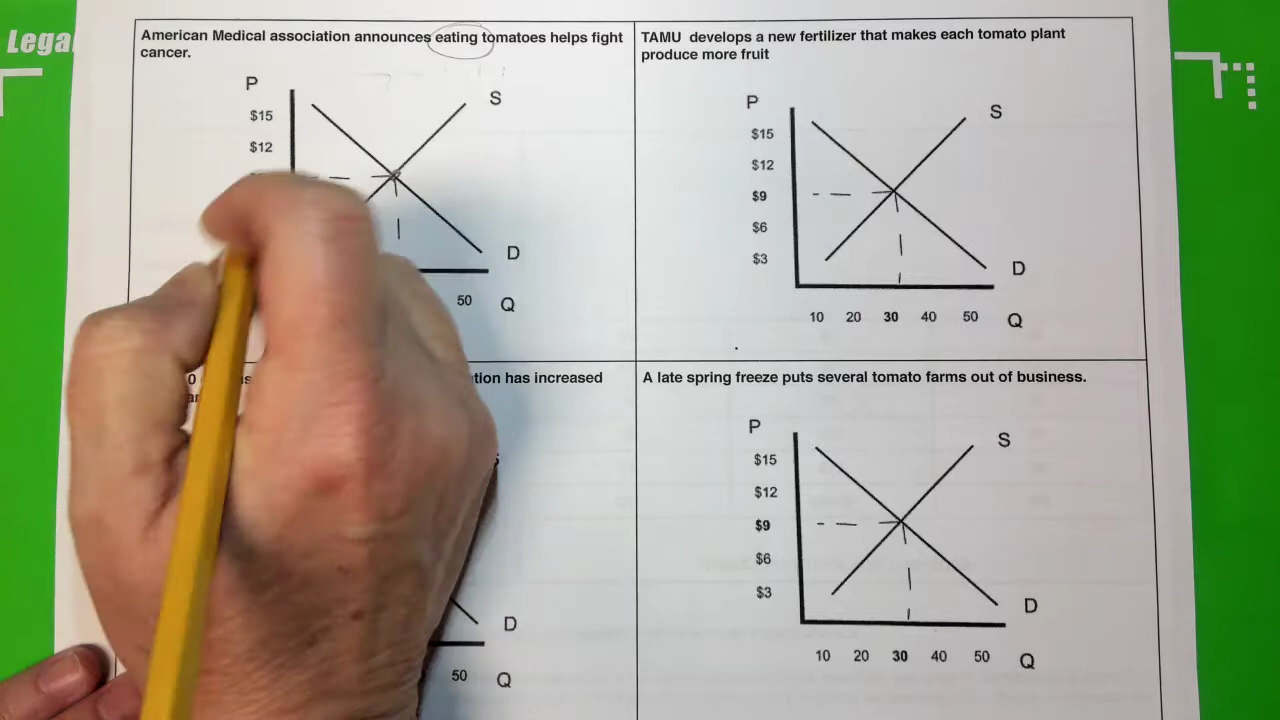 Legal
American Medical association announces eating tomatoes helps fight
cancer.
P
$15
$12
S
D
50
Q
TAMU develops a new fertilizer that makes each tomato plant
produce more fruit
P
$15
$12
$9
$6
$3
S
D
10 20 30 40 50
Q
0
tion has increased
D
50
Q
A late spring freeze puts several tomato farms out of business.
P
$15
$12
$9
$6
$3
S
D
10 20 30 40 50
Q